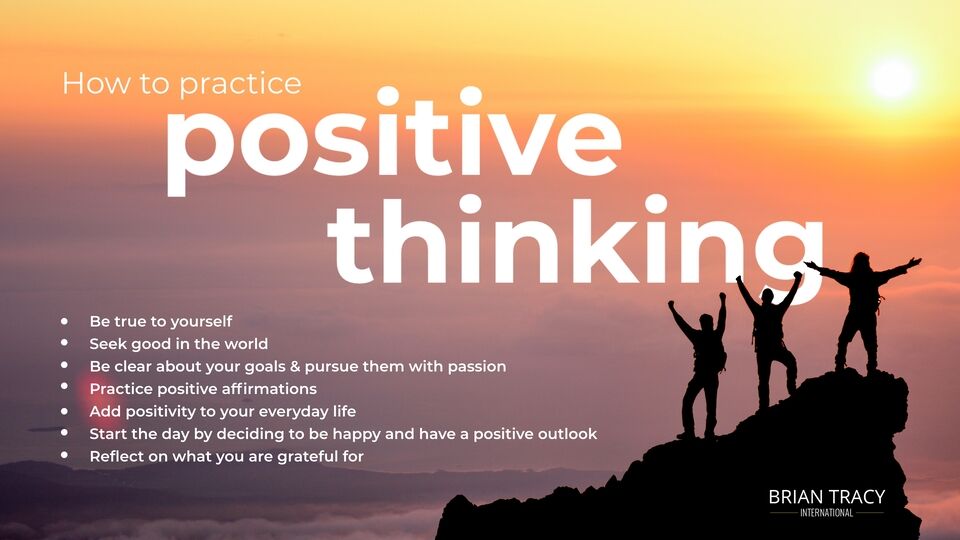 How to practice
positive
thinking
• Be true to yourself
• Seek good in the world
• Be clear about your goals & pursue them with passion
• Practice positive affirmations
• Add positivity to your everyday life
• Start the day by deciding to be happy and have a positive outlook
• Reflect on what you are grateful for
BRIAN TRACY
INTERNATIONAL